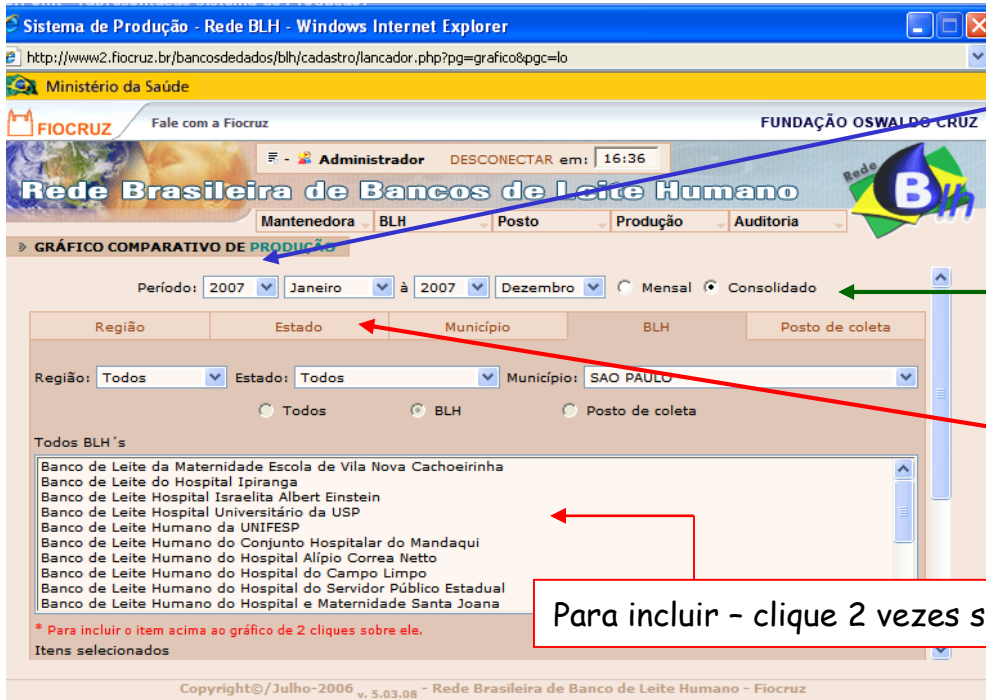 Sistema de Produção - Rede BLH - Windows Internet Explorer
http://www2.fiocruz.br/bancosdedados/blh/cadastro/lancador.php?pg=grafico&pgc=lo
Ministério da Saúde
FIOCRUZ Fale com a Fiocruz FUNDAÇÃO OSWALDO CRUZ
Administrador DESCONECTAR em: 16:36
Rede Brasileira de Bancos de Leite Humano
Rede BLH
Mantenedora BLH Posto Produção Auditoria
» GRÁFICO COMPARATIVO DE PRODUÇÃO
Período: 2007 Janeiro à 2007 Dezembro Mensal Consolidado
Região Estado Município BLH Posto de coleta
Região: Todos Estado: Todos Município: SAO PAULO
Todos BLH Posto de coleta
Todos BLH´s
Banco de Leite da Maternidade Escola de Vila Nova Cachoeirinha
Banco de Leite do Hospital Ipiranga
Banco de Leite Hospital Israelita Albert Einstein
Banco de Leite Hospital Universitário da USP
Banco de Leite Humano da UNIFESP
Banco de Leite Humano do Conjunto Hospitalar do Mandaqui
Banco de Leite Humano do Hospital Alípio Correa Netto
Banco de Leite Humano do Hospital do Campo Limpo
Banco de Leite Humano do Hospital do Servidor Público Estadual
Banco de Leite Humano do Hospital e Maternidade Santa Joana
Para incluir – clique 2 vezes s
* Para incluir o item acima ao gráfico de 2 cliques sobre ele.
Itens selecionados
Copyright©/Julho-2006 v. 5.03.08 - Rede Brasileira de Banco de Leite Humano - Fiocruz